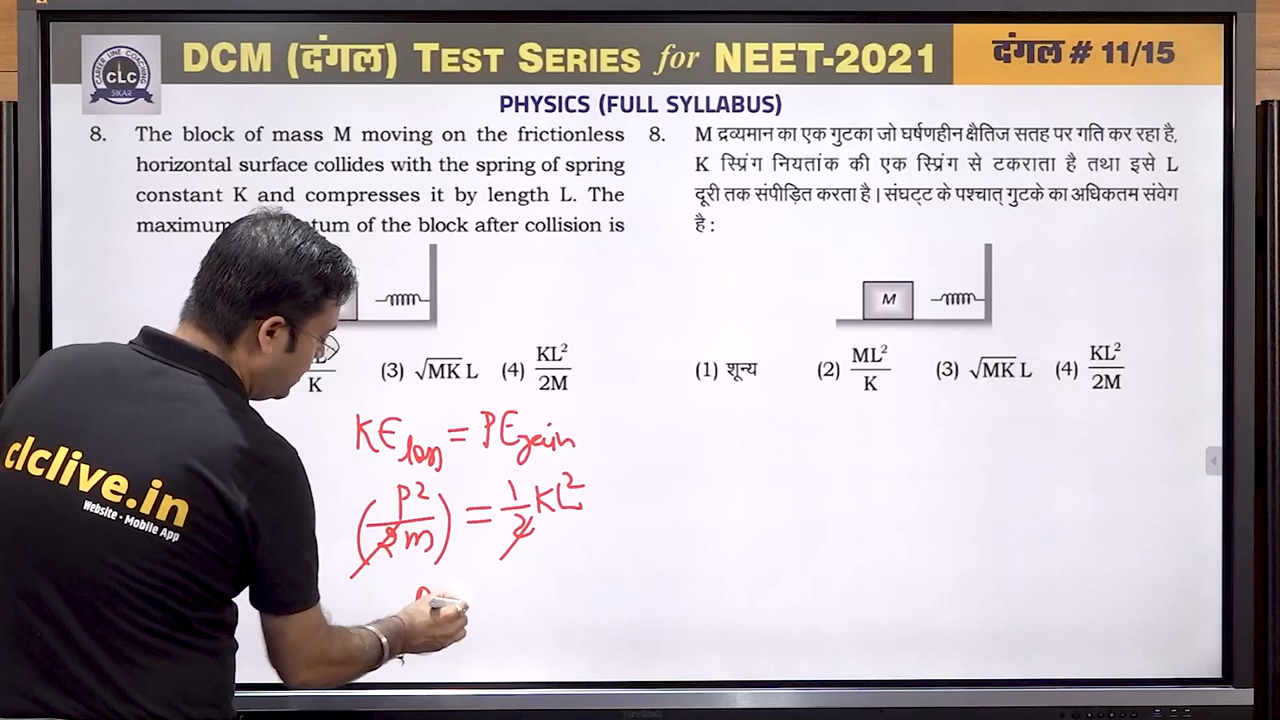 DCM (दंगल) TEST SERIES for NEET-2021
दंगल # 11/15
CAREER LINE COACHING
CLC
SIKAR
PHYSICS (FULL SYLLABUS)
8. The block of mass M moving on the frictionless
horizontal surface collides with the spring of spring
constant K and compresses it by length L. The
of the block after collision is
K (3) √MK L (4) KL²/2M
8. M द्रव्यमान का एक गुटका जो घर्षणहीन क्षैतिज सतह पर गति कर रहा है,
K स्प्रिंग नियतांक की एक स्प्रिंग से टकराता है तथा इसे L
दूरी तक संपीड़ित करता है। संघट्ट के पश्चात् गुटके का अधिकतम संवेग
है :
M
(1) शून्य (2) ML²/K (3) √MK L (4) KL²/2M
KE loss = PE gain
(P²/2m) = 1/2 KL²
clclive.in
Website • Mobile App
ViewSonic